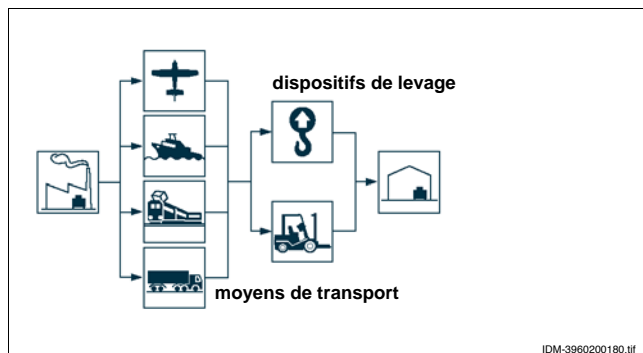 dispositifs de levage
moyens de transport
IDM-3960200180.tif